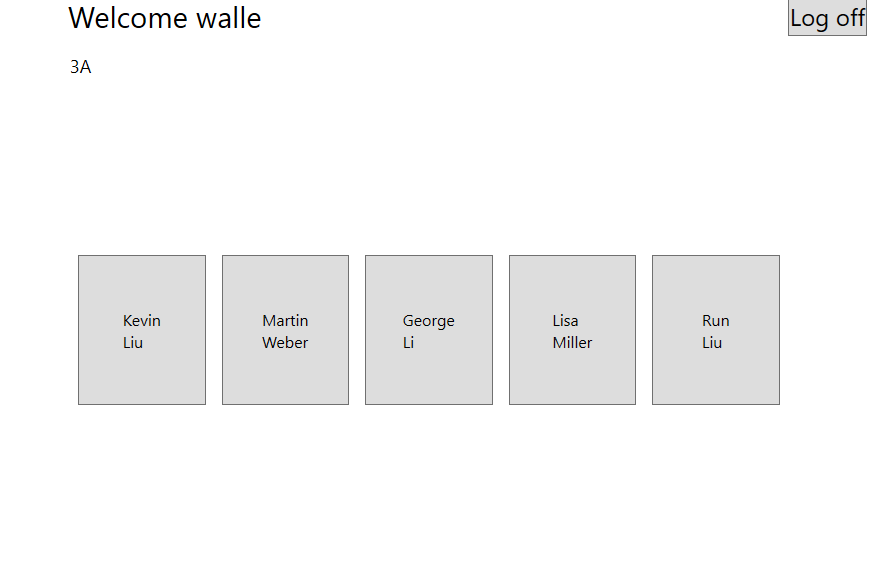 Welcome walle
Log off
3A
Kevin
Liu
Martin
Weber
George
Li
Lisa
Miller
Run
Liu